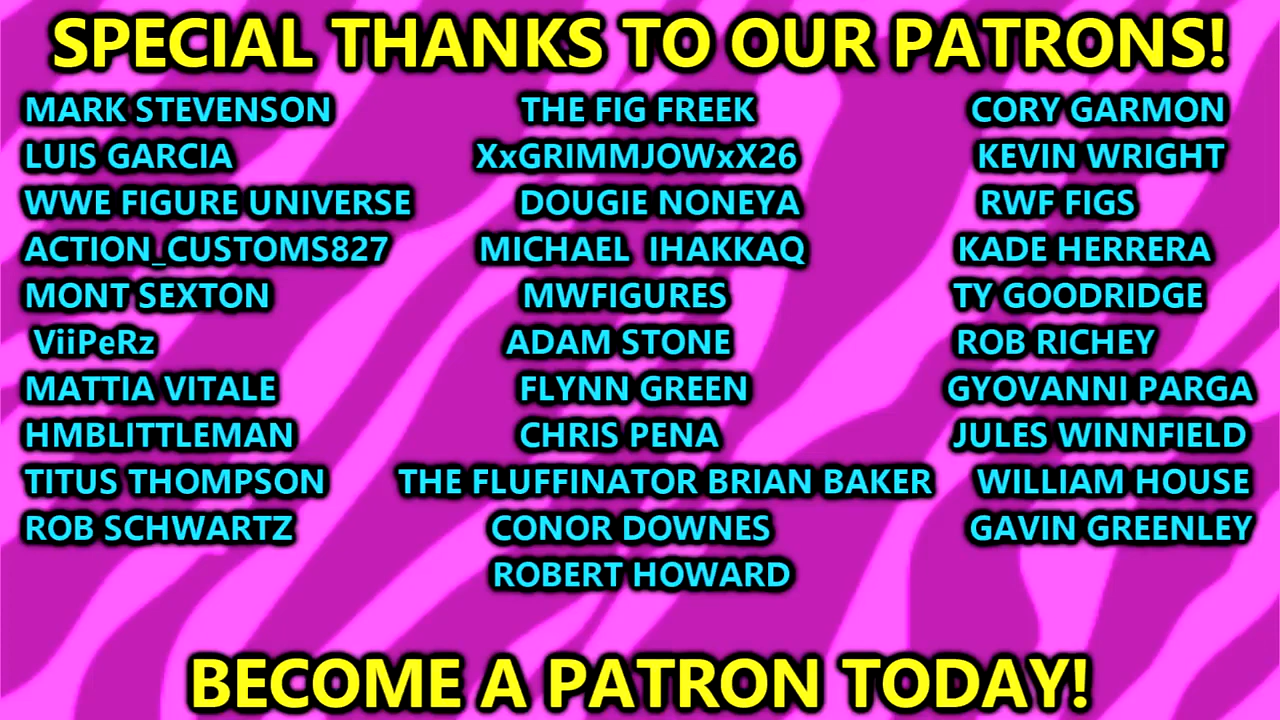 SPECIAL THANKS TO OUR PATRONS!
MARK STEVENSON THE FIG FREEK CORY GARMON
LUIS GARCIA XxGRIMMJOWxX26 KEVIN WRIGHT
WWE FIGURE UNIVERSE DOUGIE NONEYA RWF FIGS
ACTION_CUSTOMS827 MICHAEL IHAKKAQ KADE HERRERA
MONT SEXTON MWFIGURES TY GOODRIDGE
ViiPeRz ADAM STONE ROB RICHEY
MATTIA VITALE FLYNN GREEN GYOVANNI PARGA
HMBLITTLEMAN CHRIS PENA JULES WINNFIELD
TITUS THOMPSON THE FLUFFINATOR BRIAN BAKER WILLIAM HOUSE
ROB SCHWARTZ CONOR DOWNES GAVIN GREENLEY
ROBERT HOWARD
BECOME A PATRON TODAY!